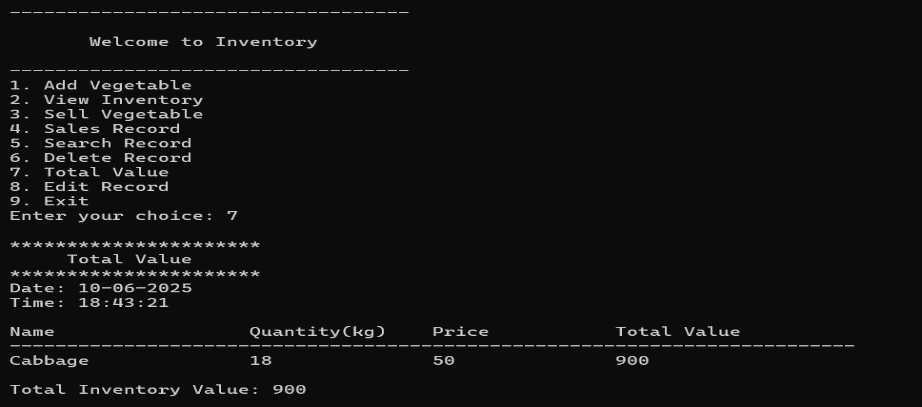 -----------------------------------
Welcome to Inventory
-----------------------------------
1. Add Vegetable
2. View Inventory
3. Sell Vegetable
4. Sales Record
5. Search Record
6. Delete Record
7. Total Value
8. Edit Record
9. Exit
Enter your choice: 7
**********************
Total Value
**********************
Date: 10-06-2025
Time: 18:43:21
Name Quantity(kg) Price Total Value
--------------------------------------------------------------------------
Cabbage 18 50 900
Total Inventory Value: 900